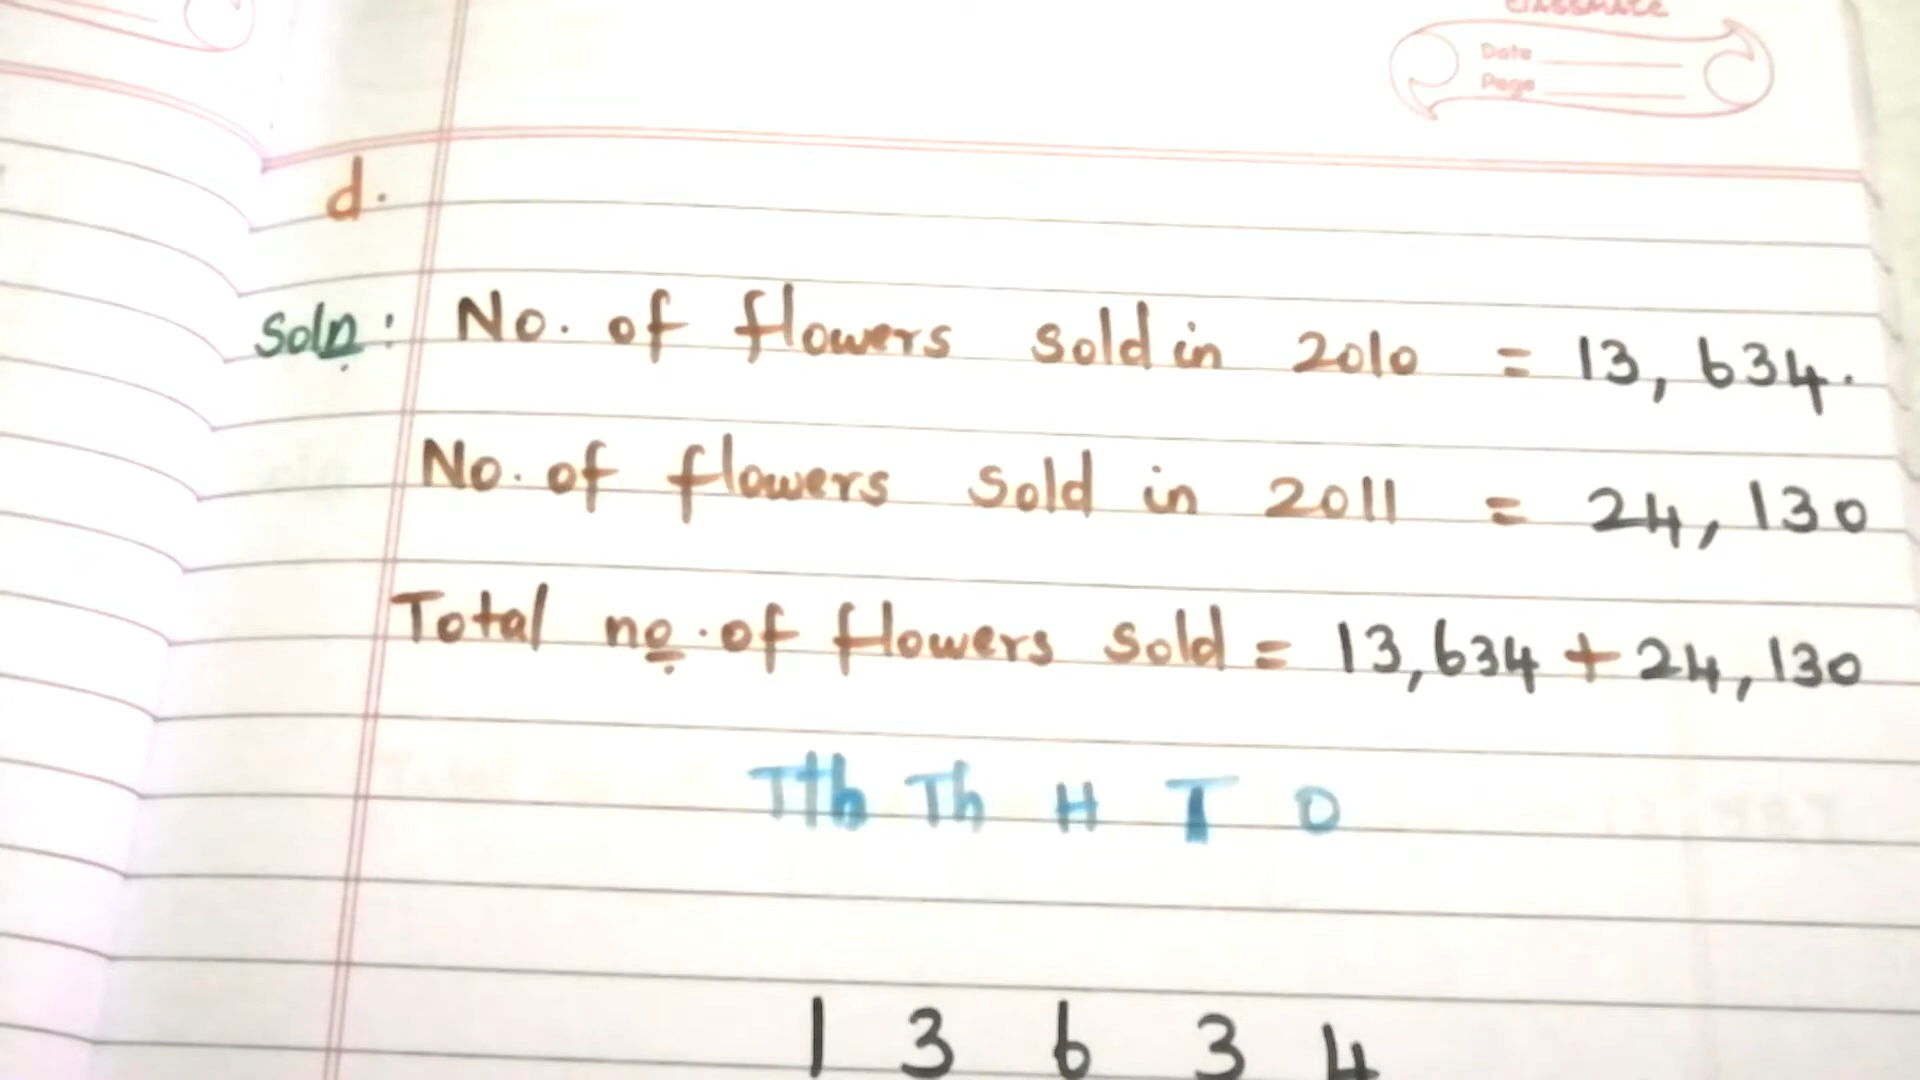 classmate
Date
Page
d.
Soln: No. of flowers sold in 2010 = 13, 634.
No. of flowers sold in 2011 = 24, 130
Total no. of flowers sold = 13,634 + 24, 130
Tth Th H T O
1 3 6 3 4